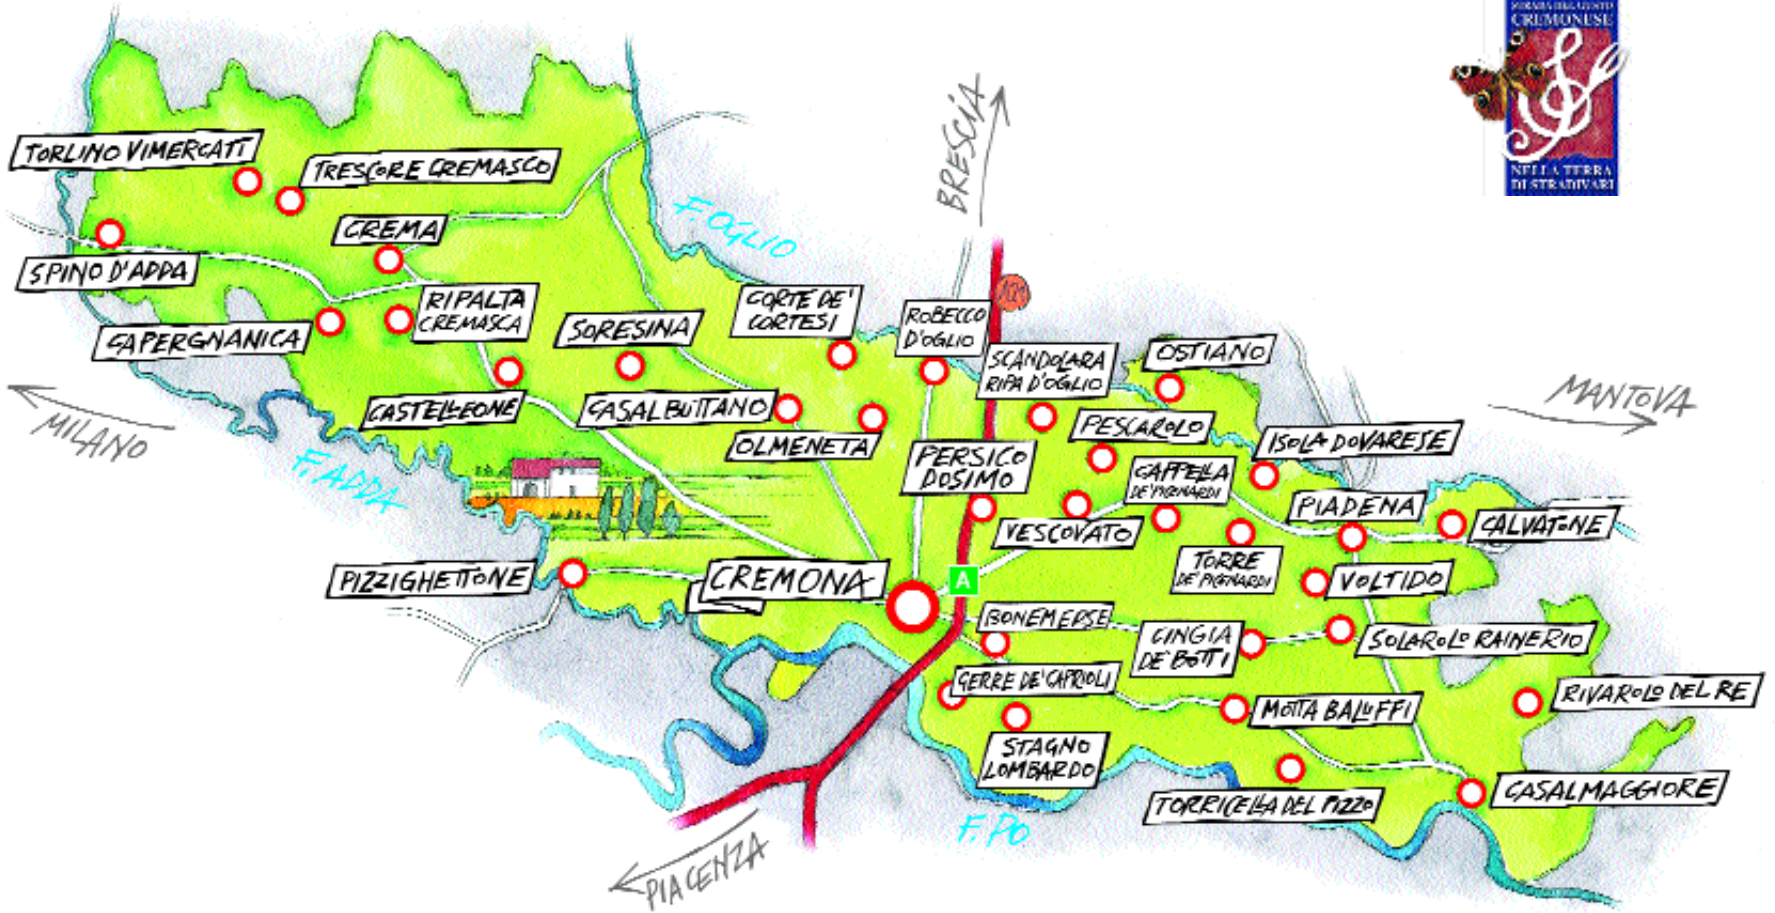 STRADA DEL GUSTO
CREMONESE
NELLA TERRA
DI STRADIVARI
BRESCIA
TORLINO VIMERCATI
TRESCORE CREMASCO
CREMA
F. OGLIO
SPINO D'ADDA
RIPALTA
CREMASCA
CAPERGNANICA
SORESINA
CORTE DE'
CORTESI
ROBECCO
D'OGLIO
SCANDOLARA
RIPA D'OGLIO
OSTIANO
MANTOVA
MILANO
CASTELLEONE
CASALBUTTANO
OLMENETA
PESCAROLO
ISOLA DOVARESE
F. ADDA
PERSICO
DOSIMO
CAPPELLA
DE' PICENARDI
PIADENA
CALVATONE
VESCOVATO
TORRE
DE' PICENARDI
VOLTIDO
PIZZIGHETTONE
CREMONA
A
BONEMERSE
CINGIA
DE' BOTTI
SOLAROLO RAINERIO
GERRE DE' CAPRIOLI
MOTTA BALUFFI
RIVAROLO DEL RE
STAGNO
LOMBARDO
TORRICELLA DEL PIZZO
CASALMAGGIORE
F. PO
PIACENZA